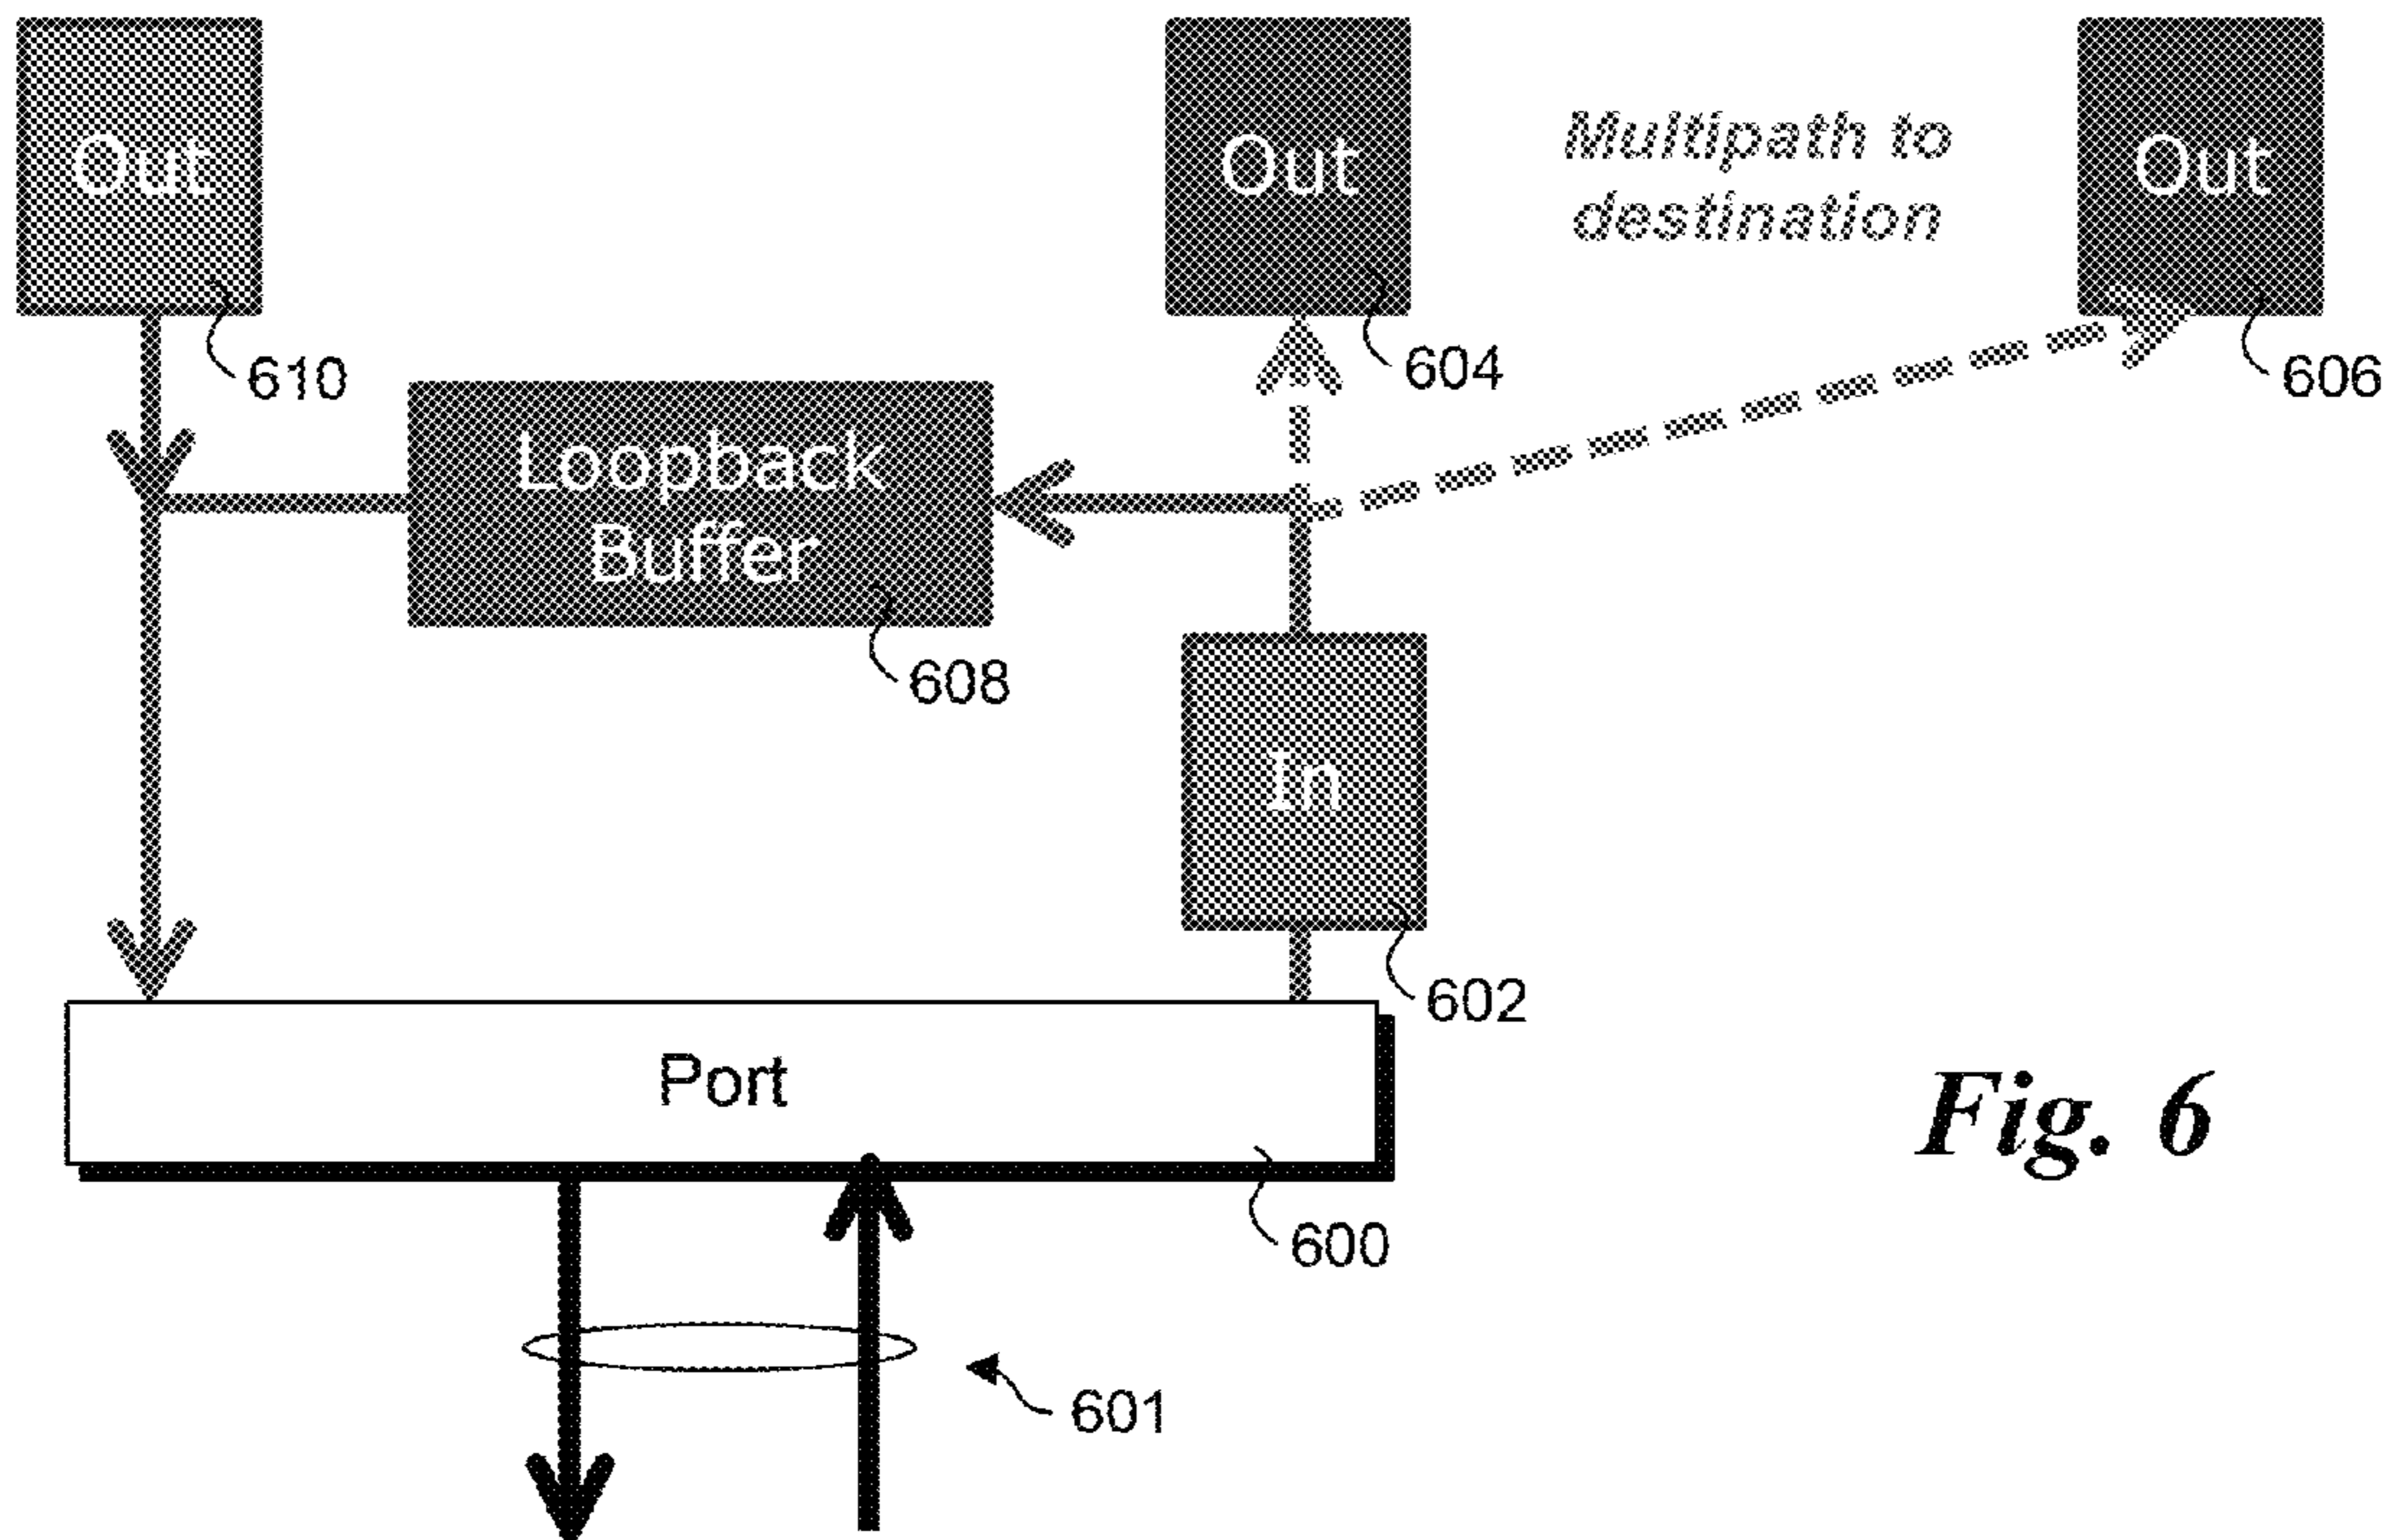 Out
610
Out
604
Multipath to
destination
Out
606
Loopback
Buffer
608
In
602
Port
600
601
Fig. 6